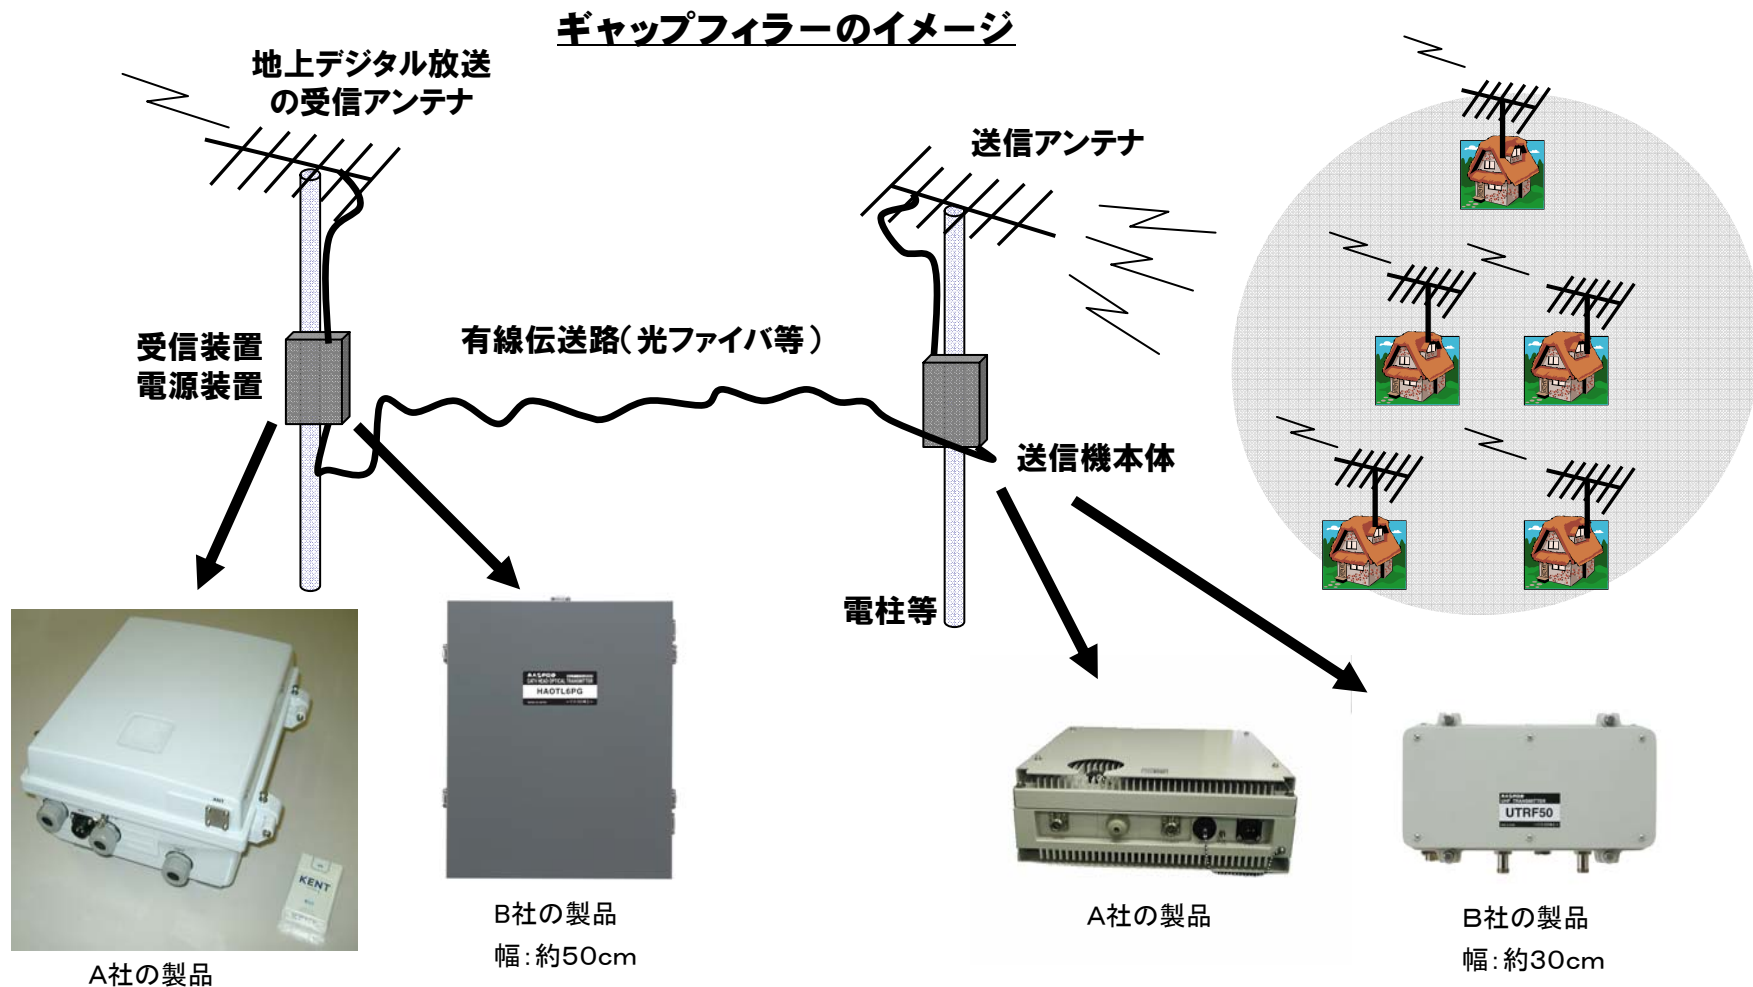 ギャップフィラーのイメージ
地上デジタル放送
の受信アンテナ
送信アンテナ
受信装置
電源装置
有線伝送路(光ファイバ等)
送信機本体
電柱等
HAOTL6PG
UHF TRANSMITTER
UTRF50
KENT
A社の製品
B社の製品
幅:約50cm
A社の製品
B社の製品
幅:約30cm